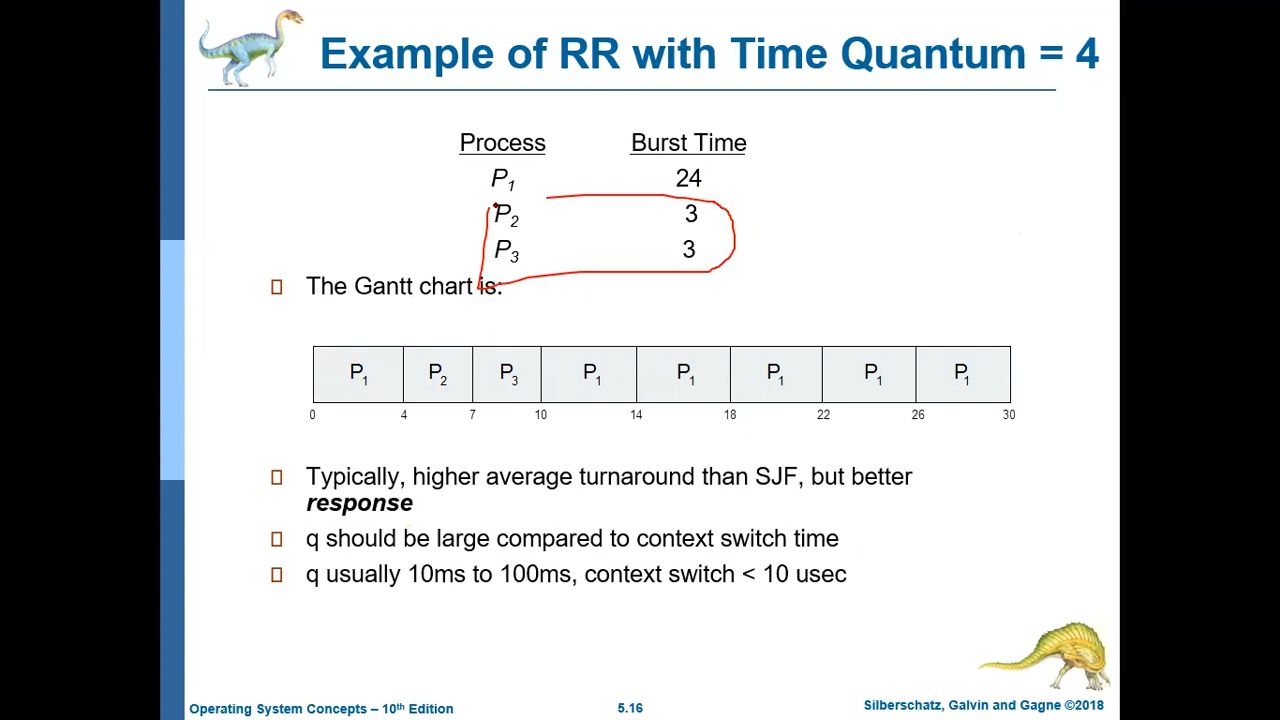 Example of RR with Time Quantum = 4
Process Burst Time
P1 24
P2 3
P3 3
The Gantt chart is:
P1 P2 P3 P1 P1 P1 P1 P1
0 4 7 10 14 18 22 26 30
Typically, higher average turnaround than SJF, but better
response
q should be large compared to context switch time
q usually 10ms to 100ms, context switch < 10 usec
Operating System Concepts – 10th Edition 5.16 Silberschatz, Galvin and Gagne ©2018